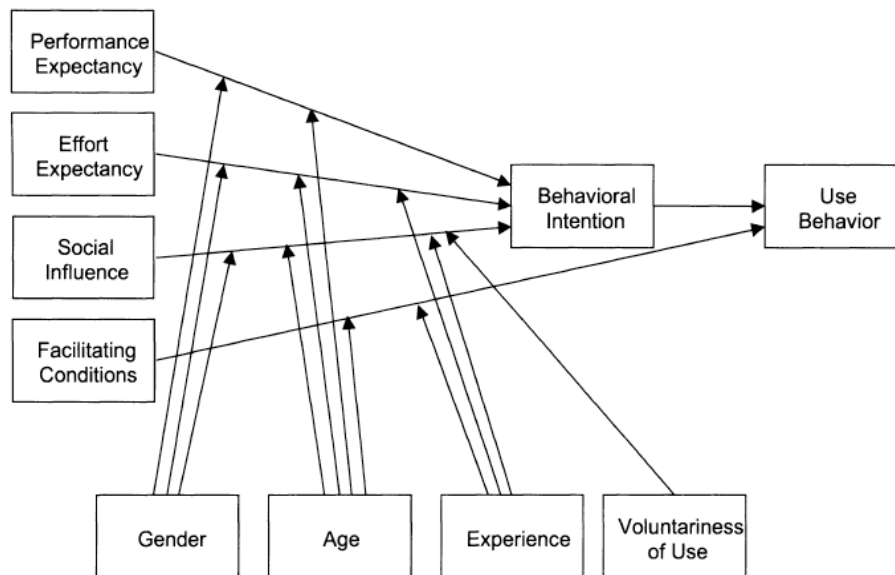 Performance
Expectancy
Effort
Expectancy
Social
Influence
Facilitating
Conditions
Behavioral
Intention
Use
Behavior
Gender
Age
Experience
Voluntariness
of Use